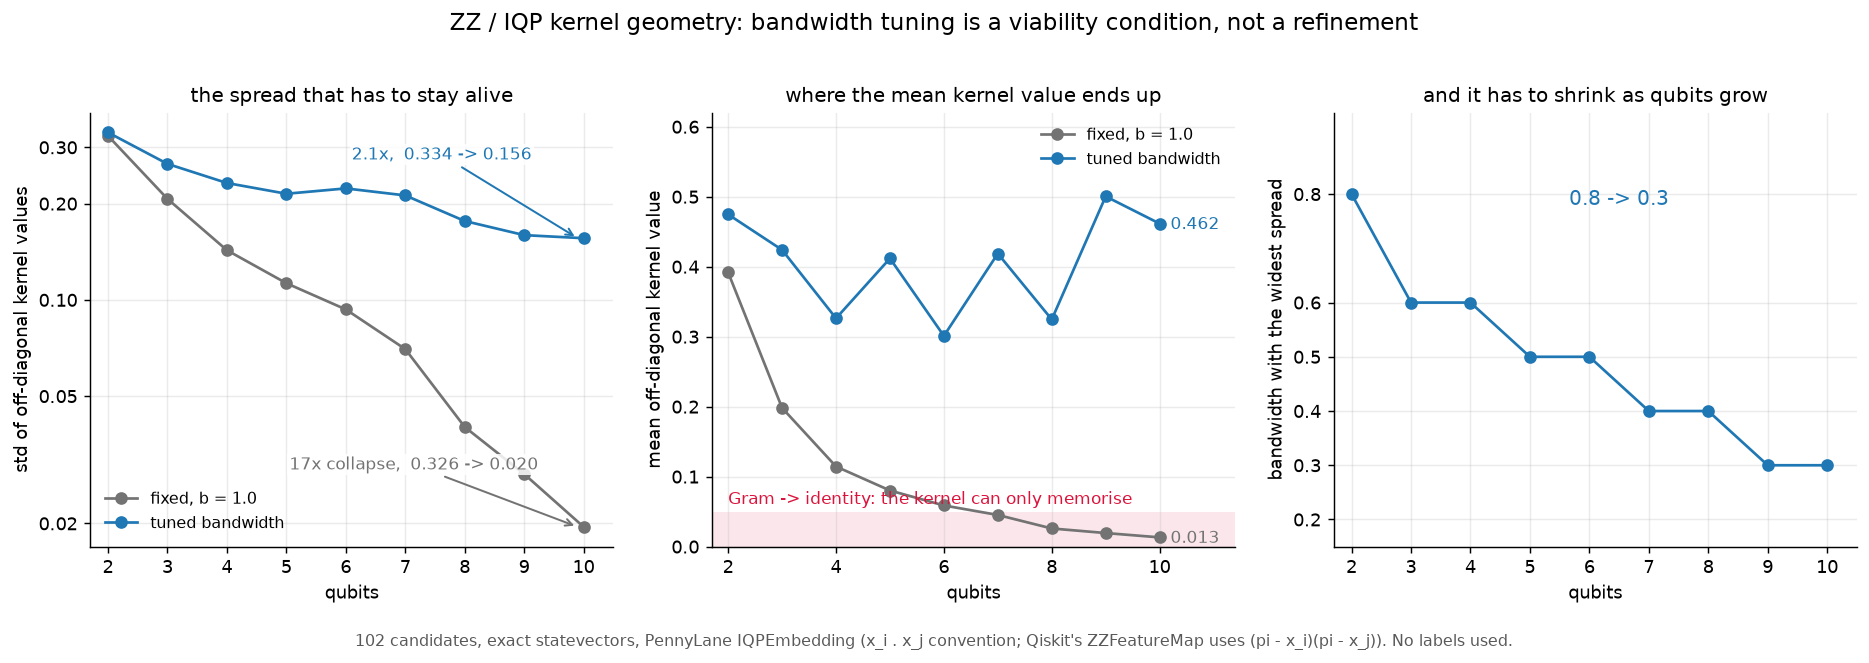 ZZ / IQP kernel geometry: bandwidth tuning is a viability condition, not a refinement
the spread that has to stay alive
std of off-diagonal kernel values
0.30
0.20
0.10
0.05
0.02
2.1x,  0.334 -> 0.156
17x collapse,  0.326 -> 0.020
fixed, b = 1.0
tuned bandwidth
2 3 4 5 6 7 8 9 10
qubits
where the mean kernel value ends up
mean off-diagonal kernel value
0.6
0.5
0.4
0.3
0.2
0.1
0.0
fixed, b = 1.0
tuned bandwidth
0.462
Gram -> identity: the kernel can only memorise
0.013
2 4 6 8 10
qubits
and it has to shrink as qubits grow
bandwidth with the widest spread
0.8
0.6
0.5
0.4
0.3
0.2
0.8 -> 0.3
2 3 4 5 6 7 8 9 10
qubits
102 candidates, exact statevectors, PennyLane IQPEmbedding (x_i . x_j convention; Qiskit's ZZFeatureMap uses (pi - x_i)(pi - x_j)). No labels used.